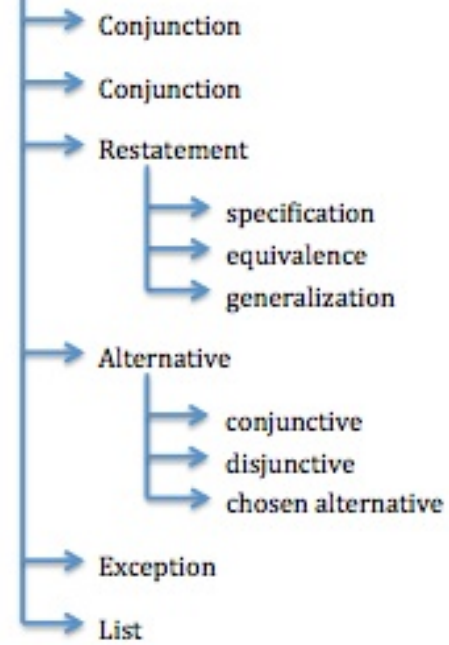 Conjunction
Conjunction
Restatement
specification
equivalence
generalization
Alternative
conjunctive
disjunctive
chosen alternative
Exception
List